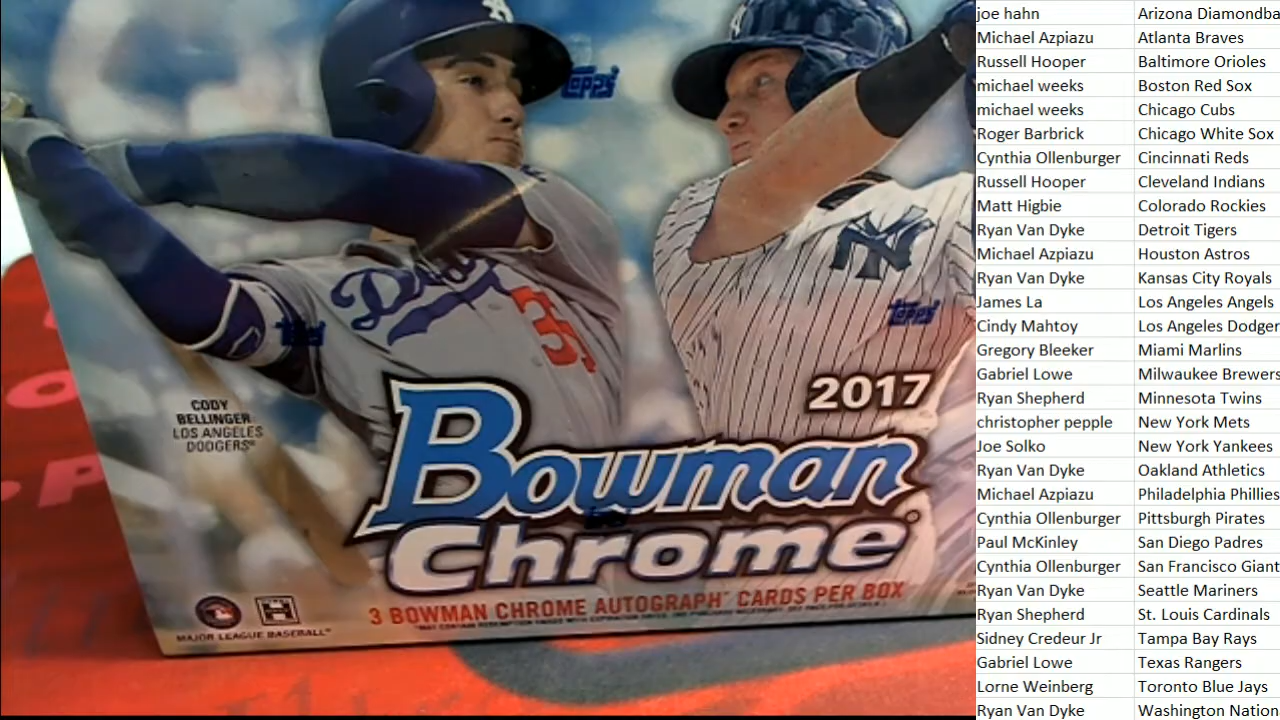 Topps
Topps
Dodgers
35
NY
2017
CODY
BELLINGER
LOS ANGELES
DODGERS®
Bowman
Chrome®
3 BOWMAN CHROME AUTOGRAPH CARDS PER BOX
MAJOR LEAGUE BASEBALL®
joe hahn Arizona Diamondba
Michael Azpiazu Atlanta Braves
Russell Hooper Baltimore Orioles
michael weeks Boston Red Sox
michael weeks Chicago Cubs
Roger Barbrick Chicago White Sox
Cynthia Ollenburger Cincinnati Reds
Russell Hooper Cleveland Indians
Matt Higbie Colorado Rockies
Ryan Van Dyke Detroit Tigers
Michael Azpiazu Houston Astros
Ryan Van Dyke Kansas City Royals
James La Los Angeles Angels
Cindy Mahtoy Los Angeles Dodger
Gregory Bleeker Miami Marlins
Gabriel Lowe Milwaukee Brewers
Ryan Shepherd Minnesota Twins
christopher pepple New York Mets
Joe Solko New York Yankees
Ryan Van Dyke Oakland Athletics
Michael Azpiazu Philadelphia Phillies
Cynthia Ollenburger Pittsburgh Pirates
Paul McKinley San Diego Padres
Cynthia Ollenburger San Francisco Giant
Ryan Van Dyke Seattle Mariners
Ryan Shepherd St. Louis Cardinals
Sidney Credeur Jr Tampa Bay Rays
Gabriel Lowe Texas Rangers
Lorne Weinberg Toronto Blue Jays
Ryan Van Dyke Washington Nation